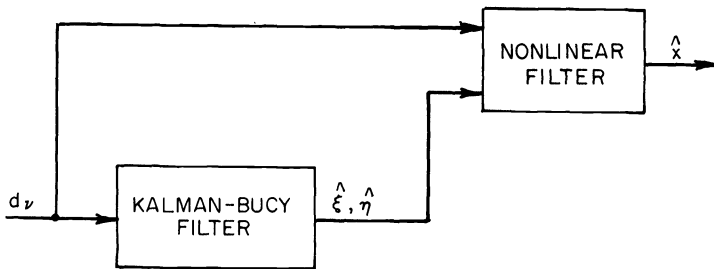 NONLINEAR
FILTER
x̂
dν
KALMAN-BUCY
FILTER
ξ̂, η̂